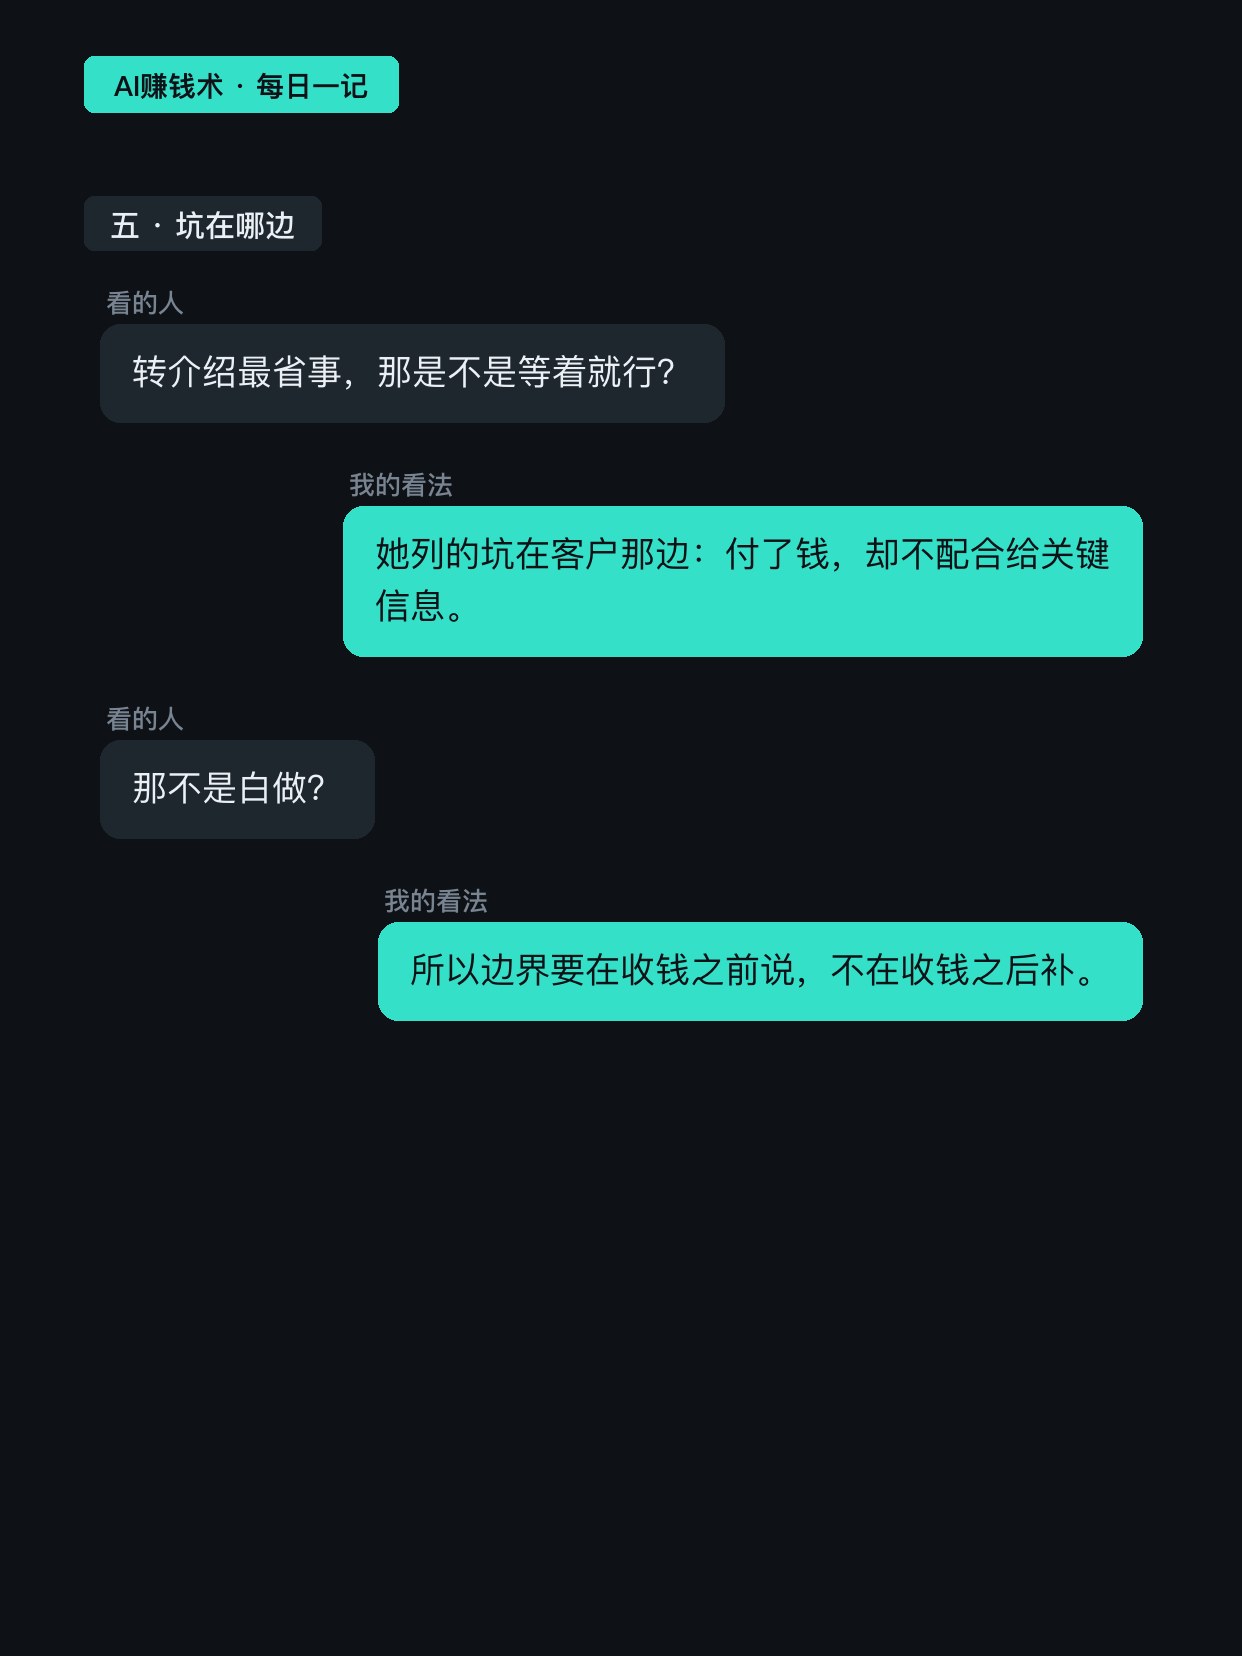 AI赚钱术 · 每日一记
五 · 坑在哪边
看的人
转介绍最省事，那是不是等着就行？
我的看法
她列的坑在客户那边：付了钱，却不配合给关键
信息。
看的人
那不是白做？
我的看法
所以边界要在收钱之前说，不在收钱之后补。